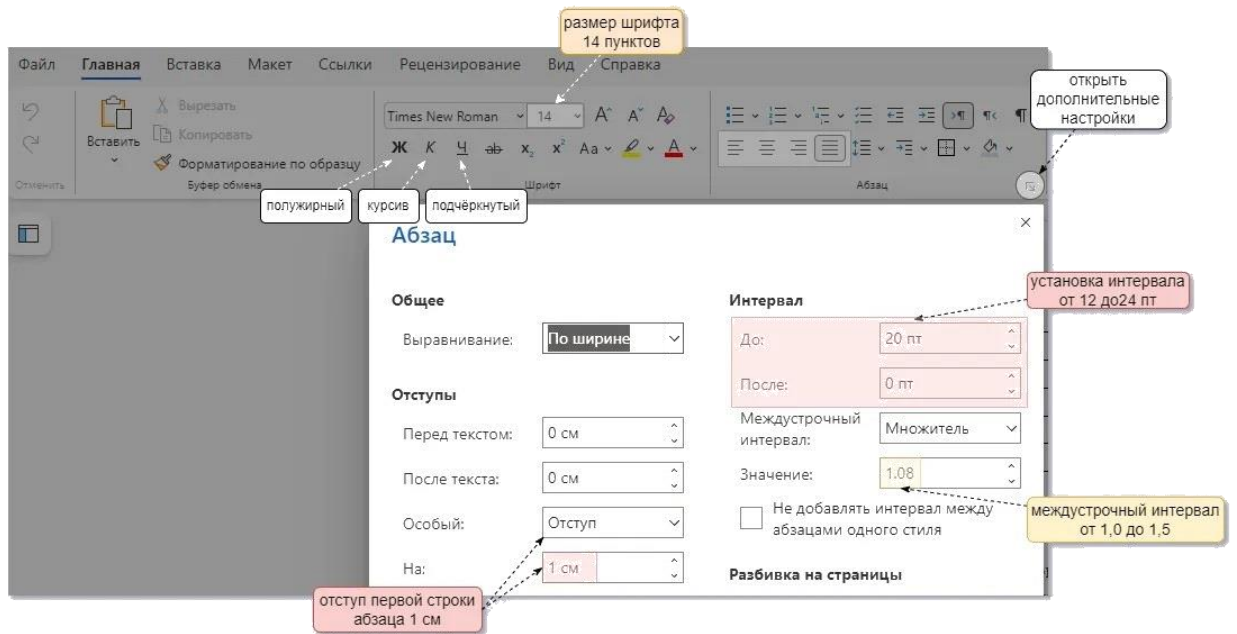 размер шрифта
14 пунктов
Файл Главная Вставка Макет Ссылки Рецензирование Вид Справка
открыть
дополнительные
настройки
Вырезать
Копировать
Вставить
Форматирование по образцу
Times New Roman 14
Ж К Ч ab x₂ x² Aa A
Отменить Буфер обмена Шрифт Абзац
полужирный курсив подчёркнутый
Абзац
Общее
Выравнивание: По ширине
Отступы
Перед текстом: 0 см
После текста: 0 см
Особый: Отступ
На: 1 см
Интервал
До: 20 пт
После: 0 пт
Междустрочный
интервал: Множитель
Значение: 1.08
Не добавлять интервал между
абзацами одного стиля
Разбивка на страницы
установка интервала
от 12 до24 пт
междустрочный интервал
от 1,0 до 1,5
отступ первой строки
абзаца 1 см